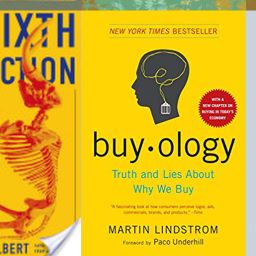 IXTH
CTION
LBERT
NEW YORK TIMES BESTSELLER
WITH A
NEW CHAPTER ON
BUYING IN TODAY'S
ECONOMY
buy•ology
Truth and Lies About
Why We Buy
"A fascinating look at how consumers perceive logos, ads,
commercials, brands, and products." –Time
MARTIN LINDSTROM
Foreword by Paco Underhill